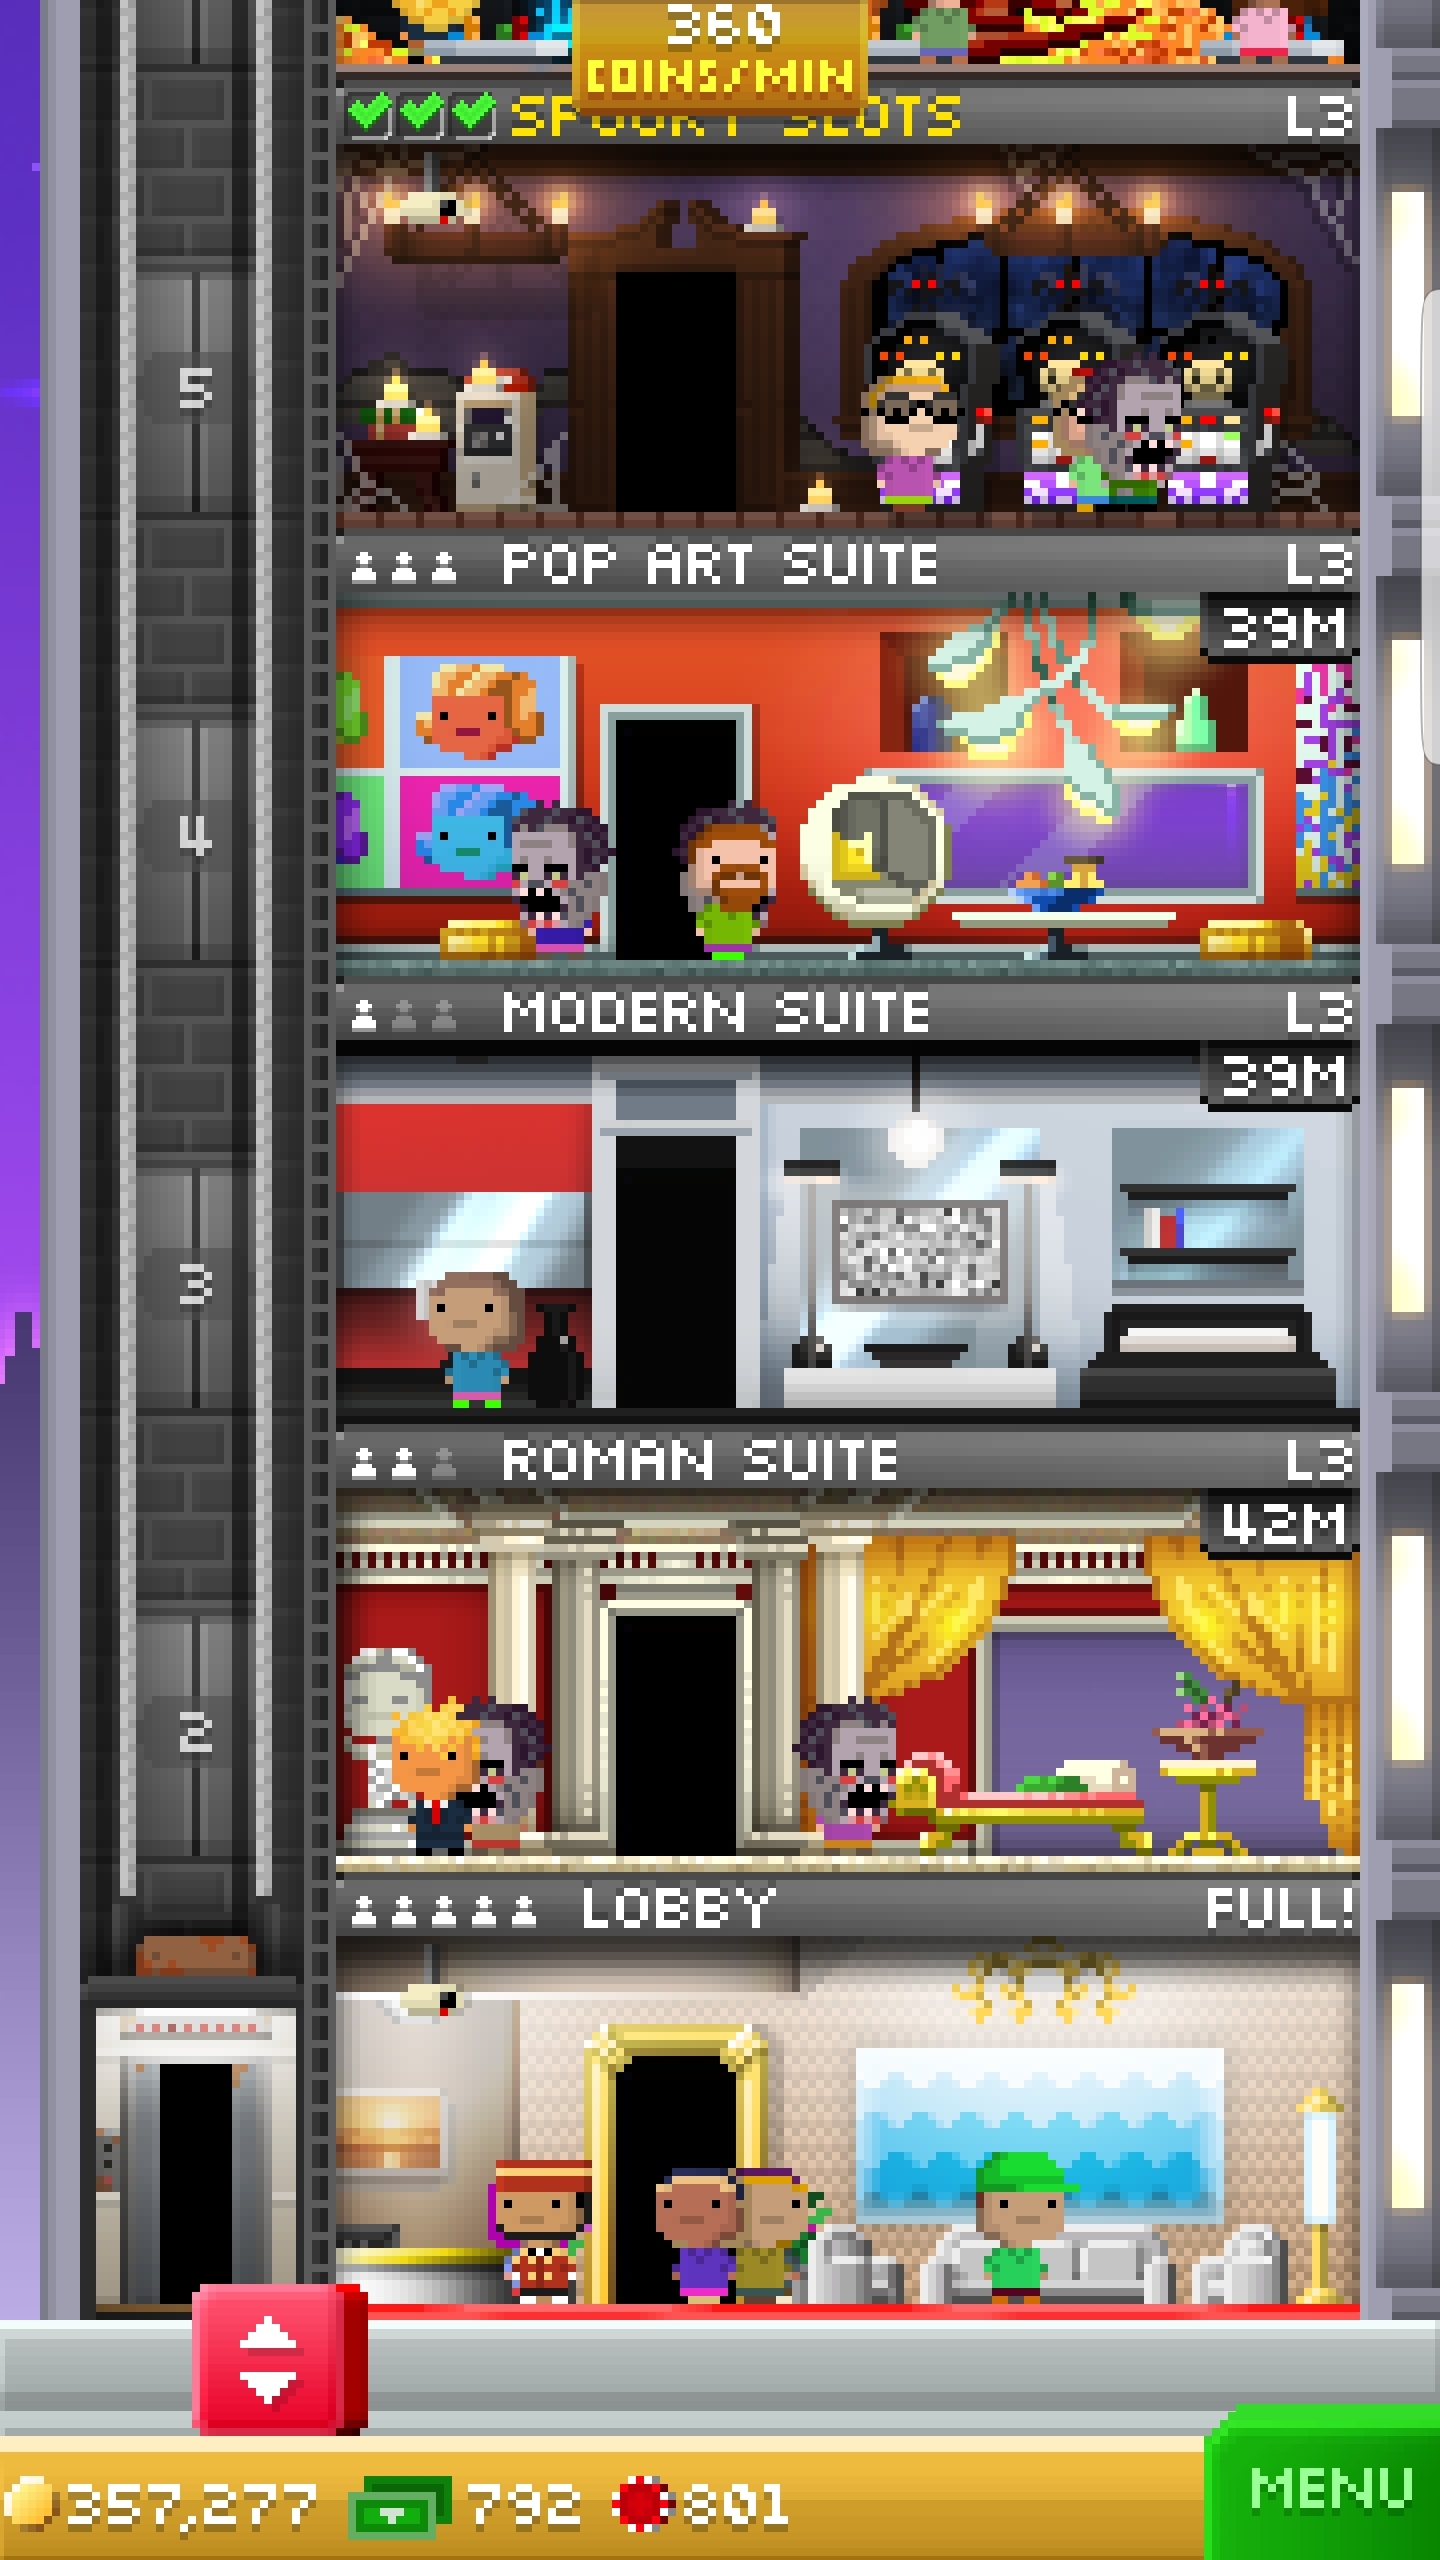 360
COINS/MIN
SPOOKY SLOTS L3
5
POP ART SUITE L3
39M
4
MODERN SUITE L3
39M
3
ROMAN SUITE L3
42M
2
LOBBY FULL!
357,277 792 801
MENU